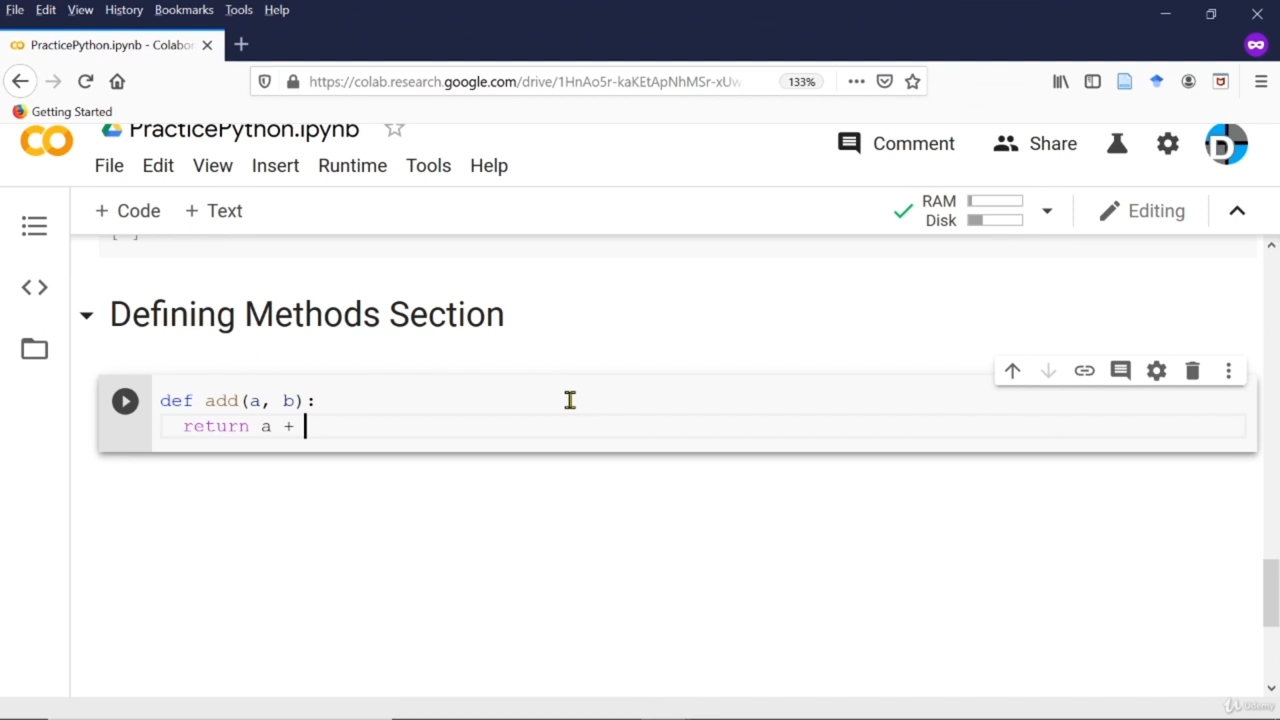 File Edit View History Bookmarks Tools Help
PracticePython.ipynb - Colabor
https://colab.research.google.com/drive/1HnAo5r-kaKEtApNhMSr-xUw 133%
Getting Started
PracticePython.ipynb
Comment Share
File Edit View Insert Runtime Tools Help
+ Code + Text
RAM
Disk
Editing
[ ]
Defining Methods Section
def add(a, b):
return a +
Udemy